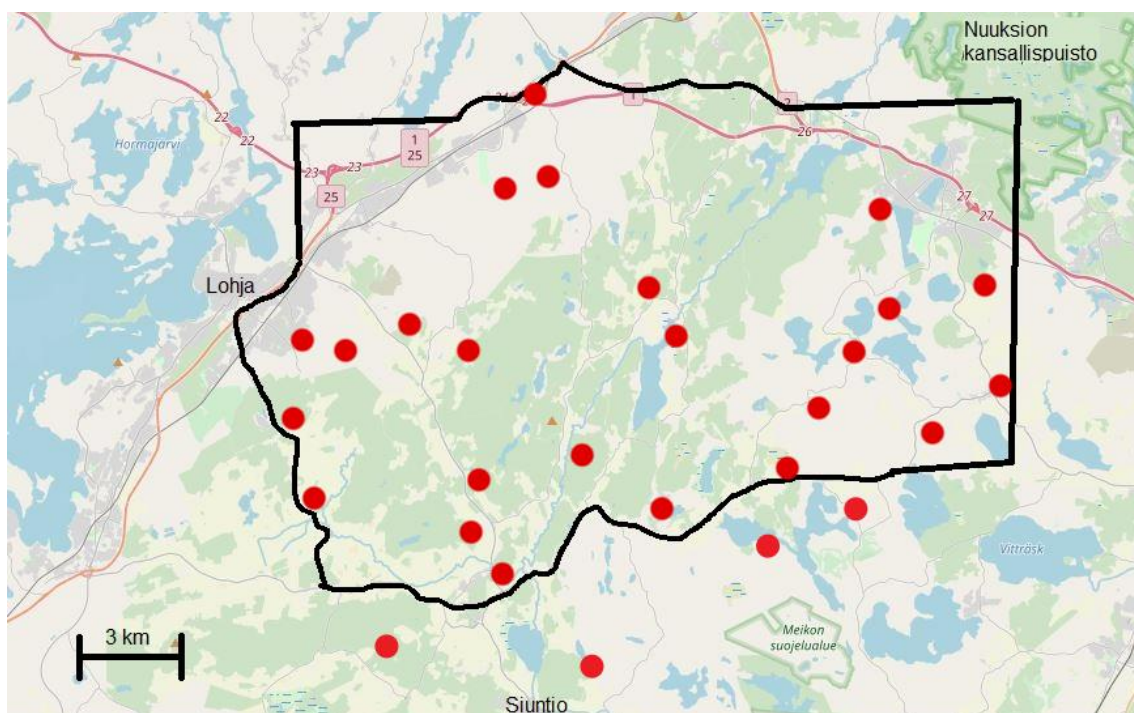 Nuuksion
kansallispuisto
22
22
Hormajärvi
1
25
23
23
25
1
2
26
27
27
Lohja
3 km
Vitträsk
Meikon
suojelualue
Siuntio